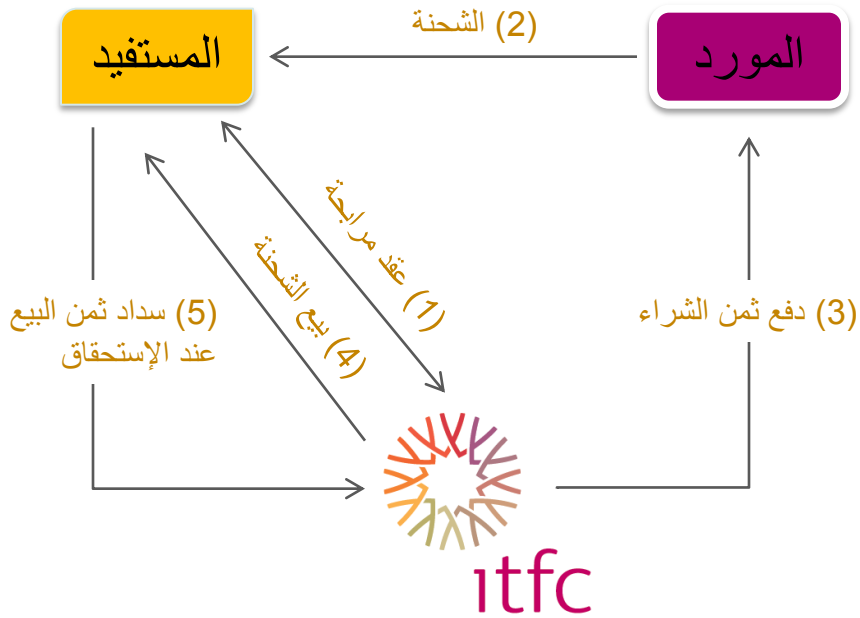 (2) الشحنة
المورد
المستفيد
(1) عقد مرابحة
(4) بيع الشحنة
(3) دفع ثمن الشراء
(5) سداد ثمن البيع
عند الإستحقاق
itfc